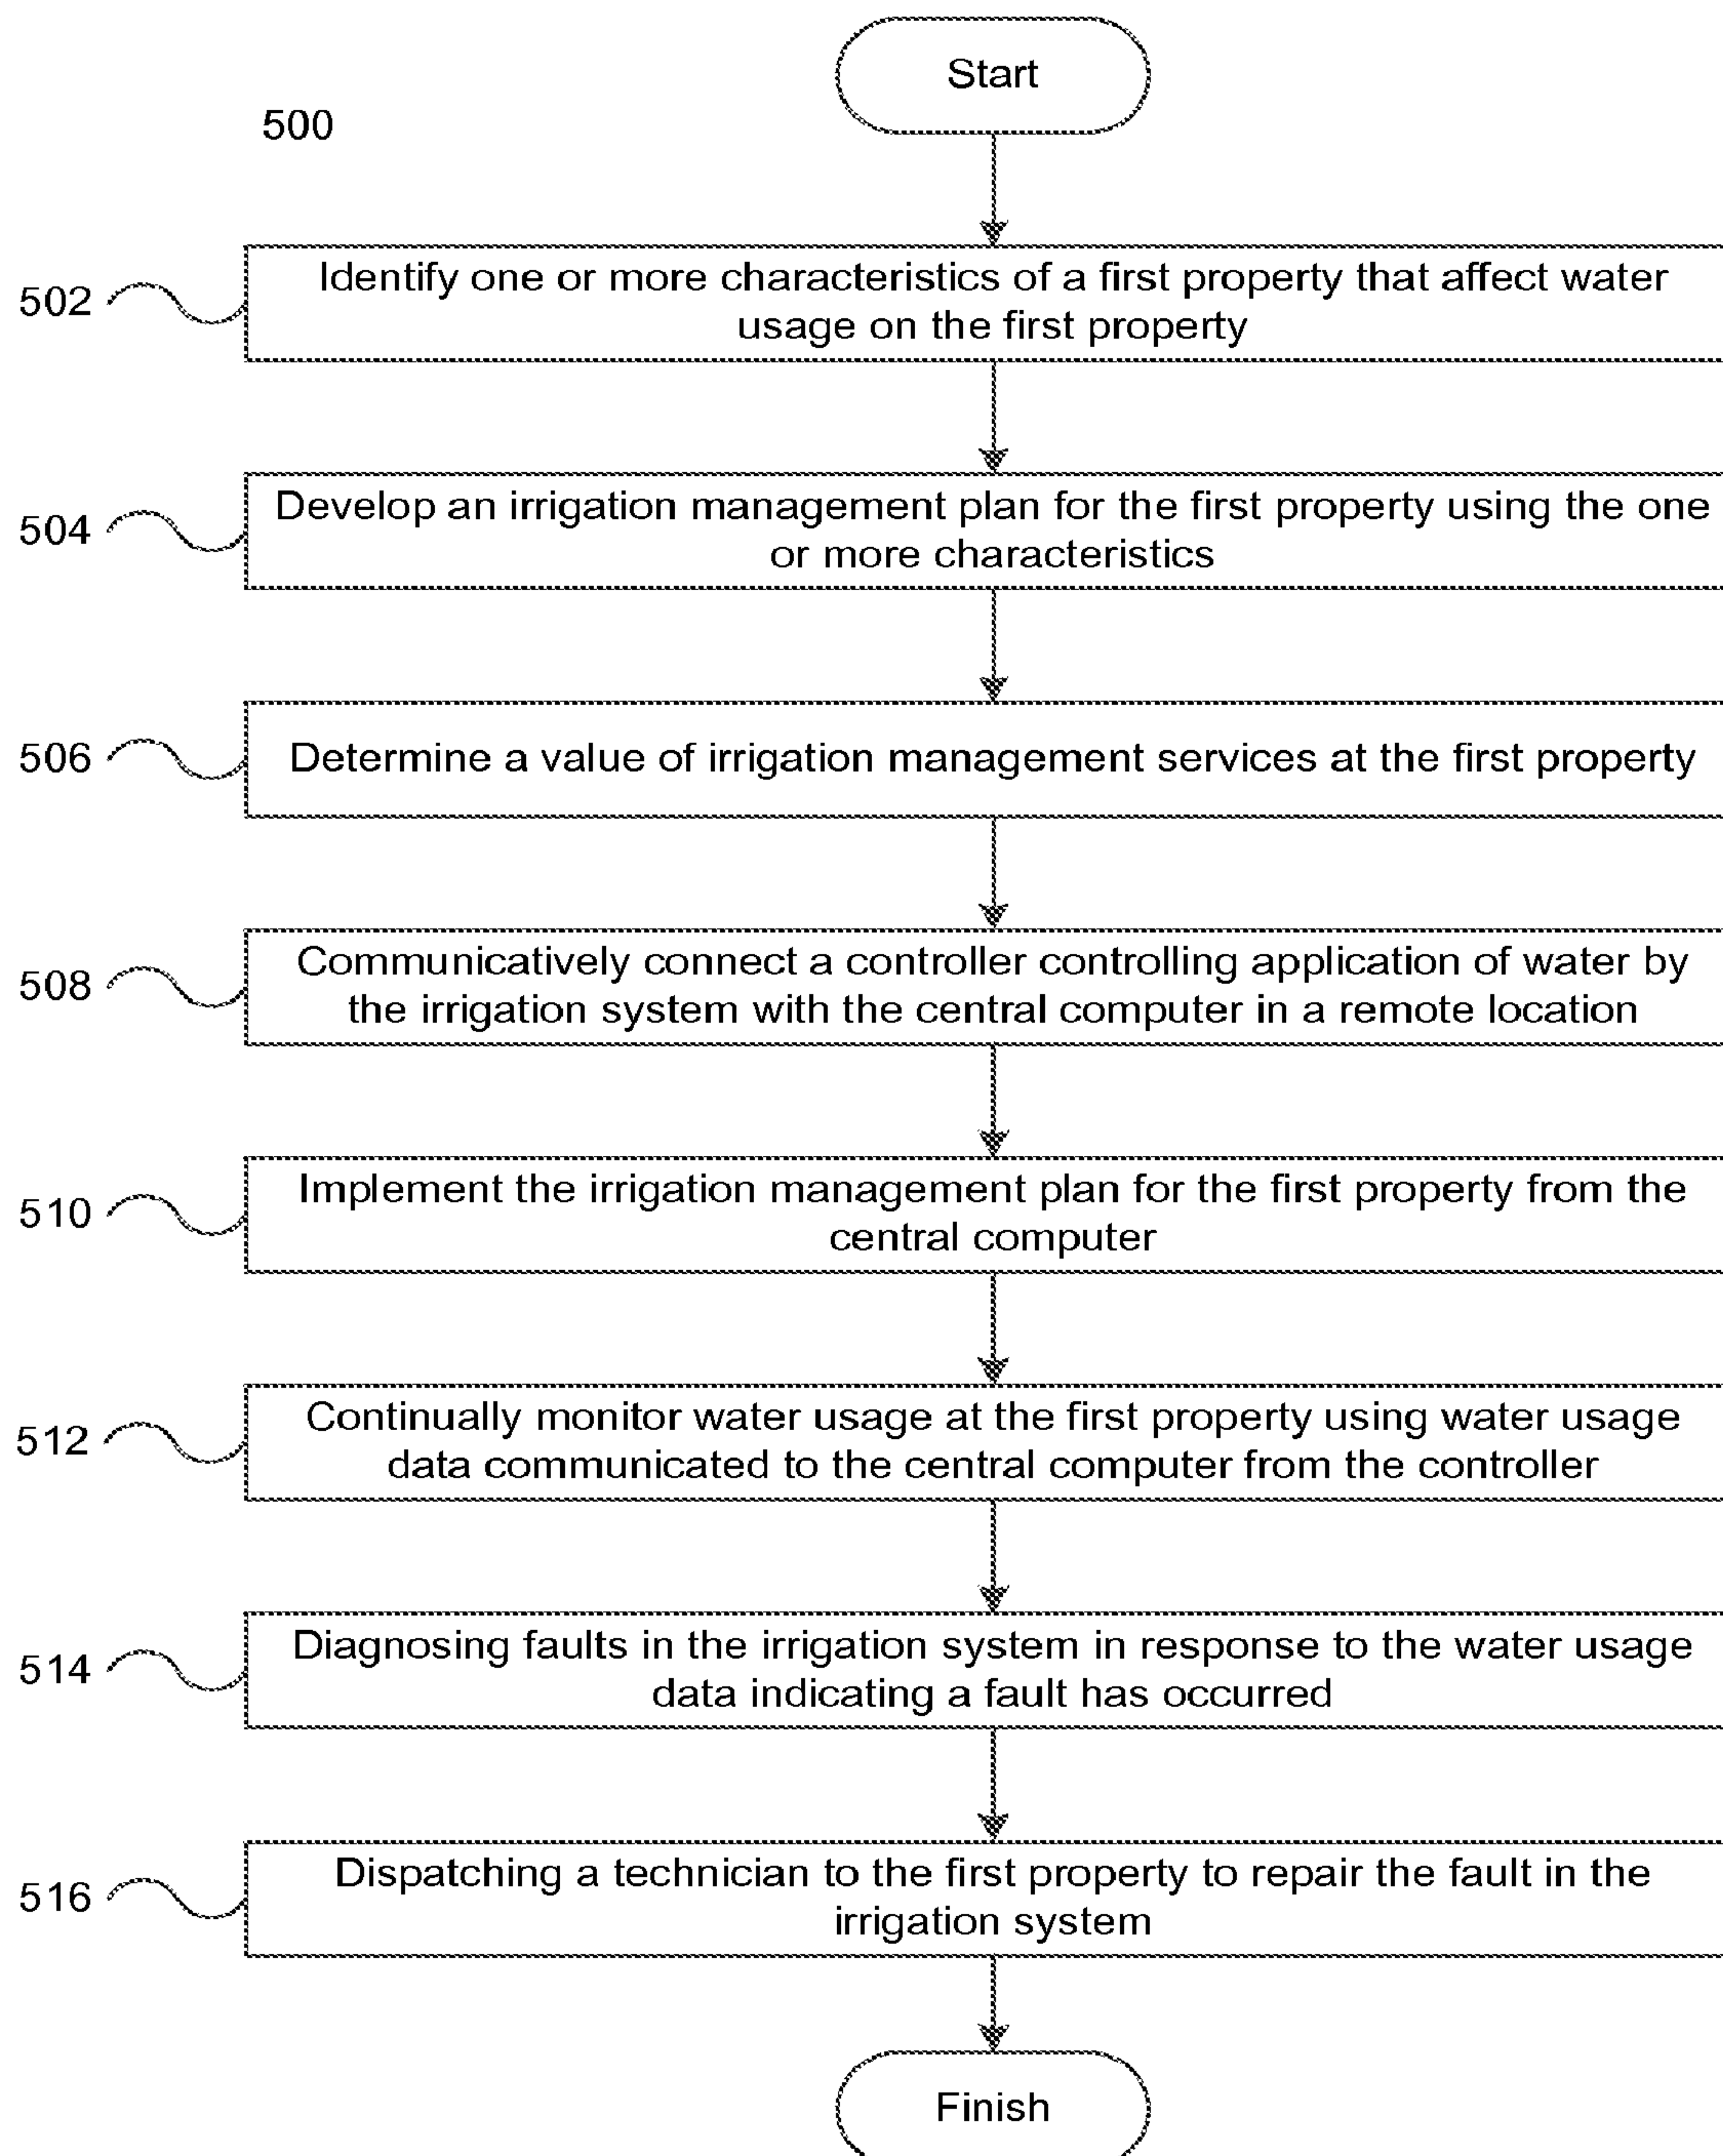 Start
500
502
Identify one or more characteristics of a first property that affect water
usage on the first property
504
Develop an irrigation management plan for the first property using the one
or more characteristics
506
Determine a value of irrigation management services at the first property
508
Communicatively connect a controller controlling application of water by
the irrigation system with the central computer in a remote location
510
Implement the irrigation management plan for the first property from the
central computer
512
Continually monitor water usage at the first property using water usage
data communicated to the central computer from the controller
514
Diagnosing faults in the irrigation system in response to the water usage
data indicating a fault has occurred
516
Dispatching a technician to the first property to repair the fault in the
irrigation system
Finish